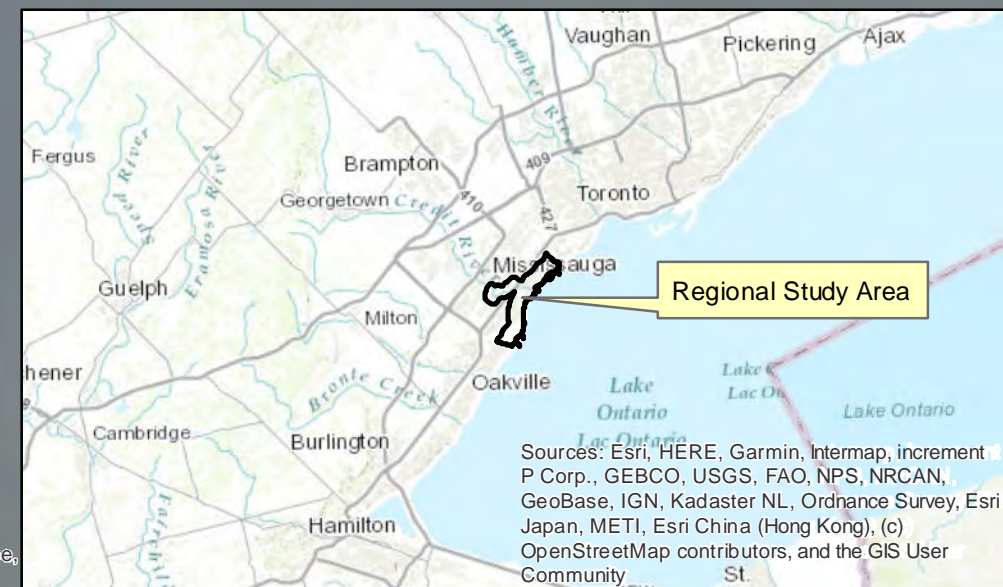 Vaughan
Pickering
Ajax
Humber River
Fergus
Speed River
Eramosa River
Brampton
409
Georgetown
Credit
410
427
Toronto
Mississauga
Guelph
Regional Study Area
Milton
Bronte Creek
Oakville
Lake
Ontario
Lac Ontario
Lake
Lac
Lake Ontario
Cambridge
Burlington
Hamilton
Sources: Esri, HERE, Garmin, Intermap, increment
P Corp., GEBCO, USGS, FAO, NPS, NRCAN,
GeoBase, IGN, Kadaster NL, Ordnance Survey, Esri
Japan, METI, Esri China (Hong Kong), (c)
OpenStreetMap contributors, and the GIS User
Community
St.